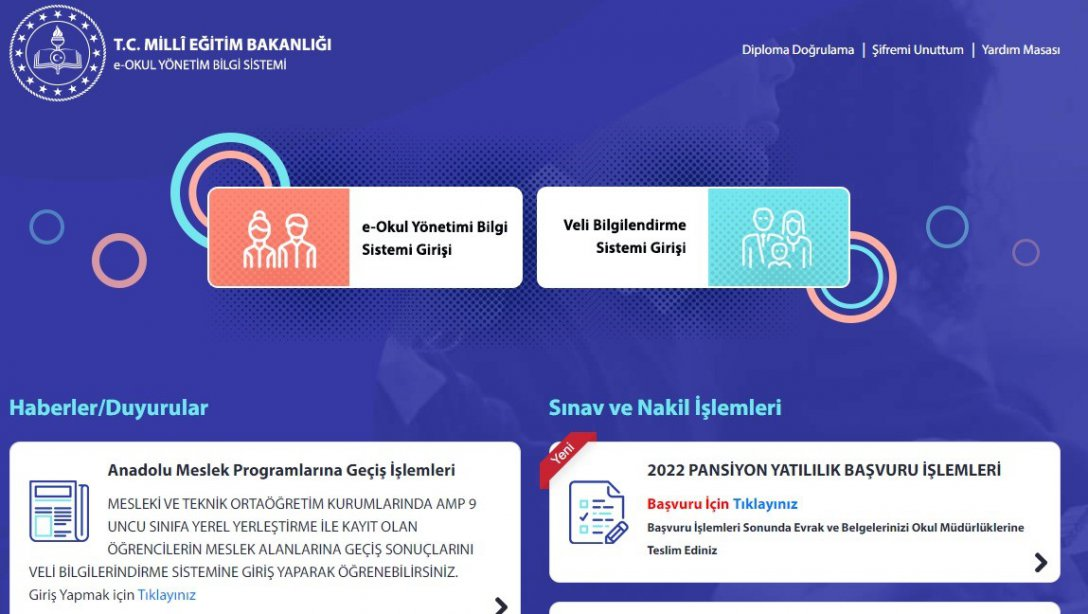 T.C. MİLLÎ EĞİTİM BAKANLIĞI
e-OKUL YÖNETİM BİLGİ SİSTEMİ
Diploma Doğrulama | Şifremi Unuttum | Yardım Masası
e-Okul Yönetimi Bilgi
Sistemi Girişi
Veli Bilgilendirme
Sistemi Girişi
Haberler/Duyurular
Anadolu Meslek Programlarına Geçiş İşlemleri
MESLEKİ VE TEKNİK ORTAÖĞRETİM KURUMLARINDA AMP 9
UNCU SINIFA YEREL YERLEŞTİRME İLE KAYIT OLAN
ÖĞRENCİLERİN MESLEK ALANLARINA GEÇİŞ SONUÇLARINI
VELİ BİLGİLERİNDİRME SİSTEMİNE GİRİŞ YAPARAK ÖĞRENEBİLİRSİNİZ.
Giriş Yapmak için Tıklayınız
Sınav ve Nakil İşlemleri
Yeni
2022 PANSİYON YATILILIK BAŞVURU İŞLEMLERİ
Başvuru İçin Tıklayınız
Başvuru İşlemleri Sonunda Evrak ve Belgelerinizi Okul Müdürlüklerine
Teslim Ediniz